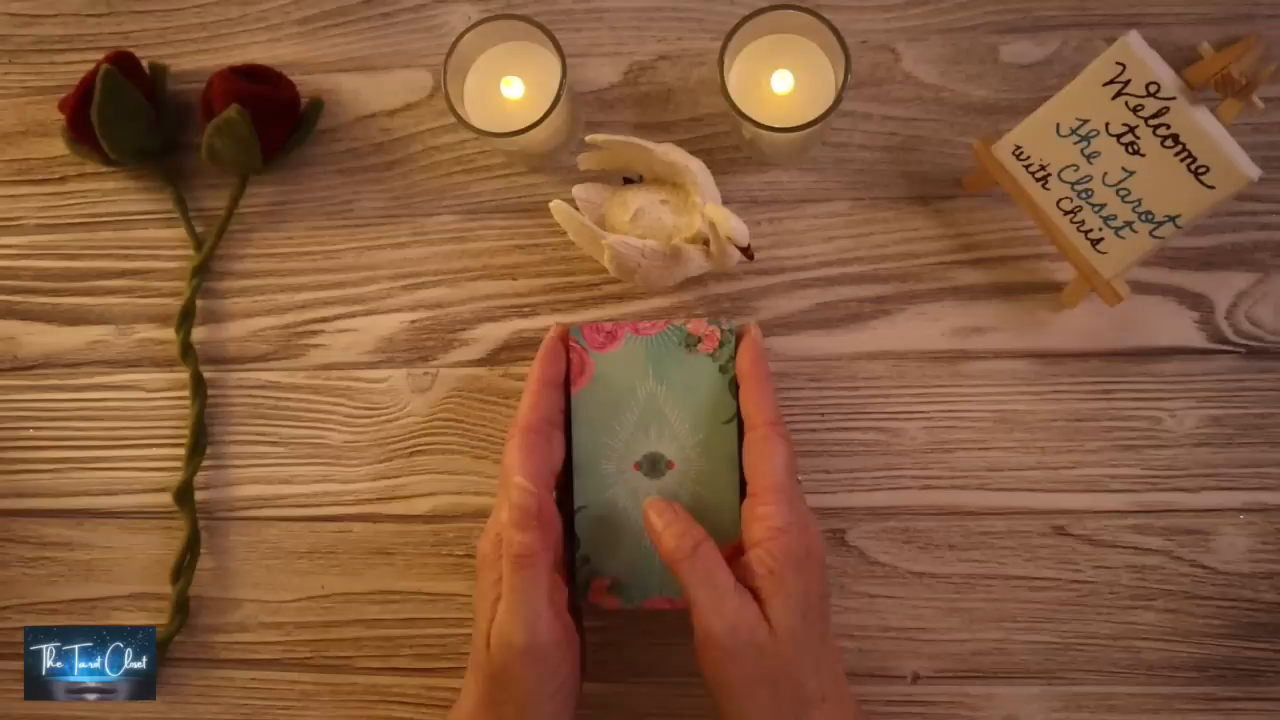 Welcome
to
The Tarot
Closet
with Chris
The Tarot Closet